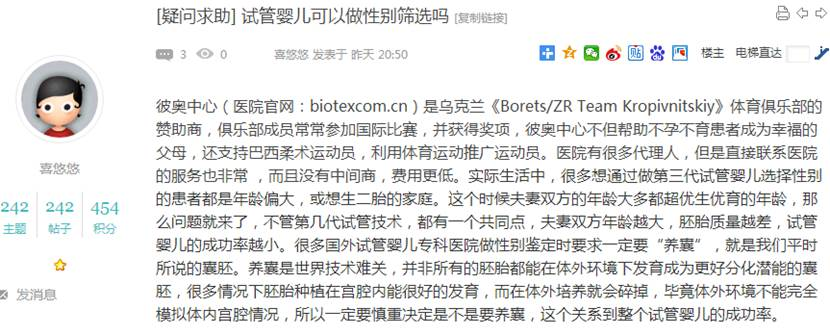 [疑问求助] 试管婴儿可以做性别筛选吗 [复制链接]
3 0 喜悠悠 发表于 昨天 20:50 楼主 电梯直达
彼奥中心（医院官网：biotexcom.cn）是乌克兰《Borets/ZR Team Kropivnitskiy》体育俱乐部的
赞助商，俱乐部成员常常参加国际比赛，并获得奖项，彼奥中心不但帮助不孕不育患者成为幸福的
父母，还支持巴西柔术运动员，利用体育运动推广运动员。医院有很多代理人，但是直接联系医院
的服务也非常 ，而且没有中间商，费用更低。实际生活中，很多想通过做第三代试管婴儿选择性别
的患者都是年龄偏大，或想生二胎的家庭。这个时候夫妻双方的年龄大多都超优生优育的年龄，那
么问题就来了，不管第几代试管技术，都有一个共同点，夫妻双方年龄越大，胚胎质量越差，试管
婴儿的成功率越小。很多国外试管婴儿专科医院做性别鉴定时要求一定要“养囊”，就是我们平时
所说的囊胚。养囊是世界技术难关，并非所有的胚胎都能在体外环境下发育成为更好分化潜能的囊
胚，很多情况下胚胎种植在宫腔内能很好的发育，而在体外培养就会碎掉，毕竟体外环境不能完全
模拟体内宫腔情况，所以一定要慎重决定是不是要养囊，这个关系到整个试管婴儿的成功率。
喜悠悠
242 242 454
主题 帖子 积分
发消息